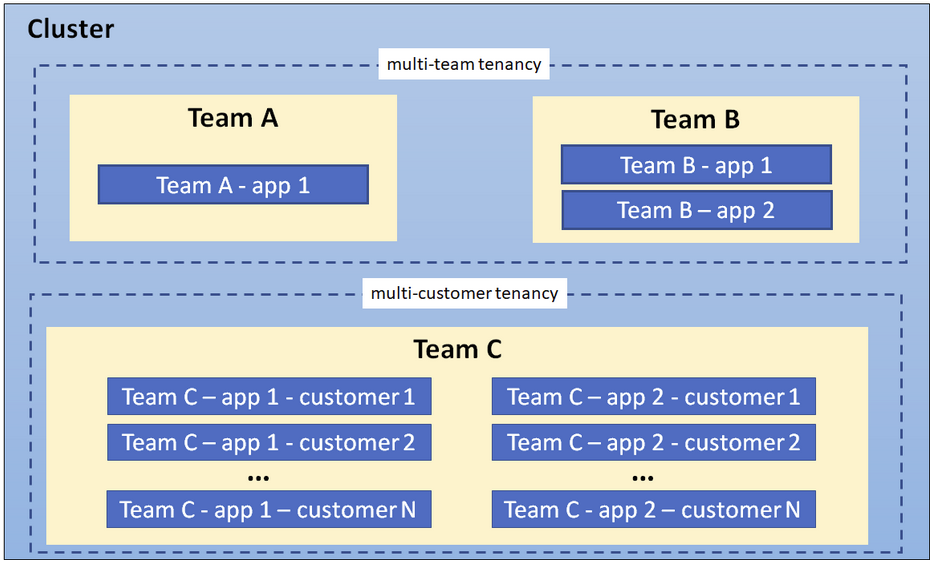 Cluster
multi-team tenancy
Team A
Team A - app 1
Team B
Team B - app 1
Team B – app 2
multi-customer tenancy
Team C
Team C – app 1 - customer 1
Team C – app 2 - customer 1
Team C – app 1 - customer 2
Team C – app 2 - customer 2
... ...
Team C - app 1 – customer N
Team C - app 2 – customer N